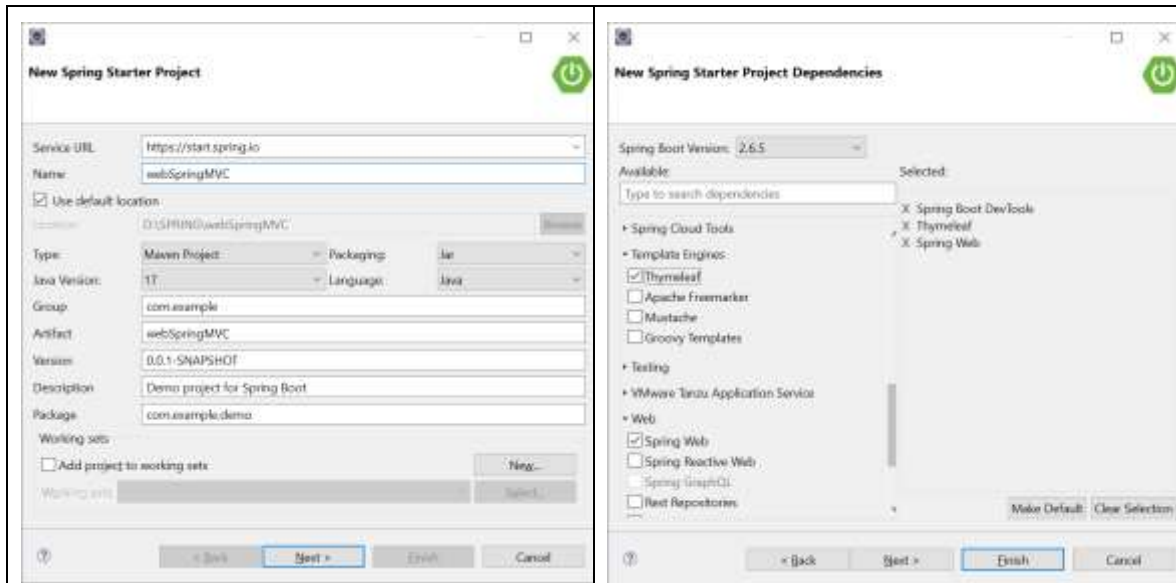 New Spring Starter Project
Service URL https://start.spring.io
Name webSpringMVC
Use default location
Location D:\SPRING\webSpringMVC Browse
Type: Maven Project Packaging: Jar
Java Version: 17 Language: Java
Group com.example
Artifact webSpringMVC
Version 0.0.1-SNAPSHOT
Description Demo project for Spring Boot
Package com.example.demo
Working sets
Add project to working sets New...
Working sets: Select...
< Back Next > Finish Cancel
New Spring Starter Project Dependencies
Spring Boot Version: 2.6.5
Available: Selected:
Type to search dependencies
X Spring Boot DevTools
X Thymeleaf
X Spring Web
Spring Cloud Tools
Template Engines
Thymeleaf
Apache Freemarker
Mustache
Groovy Templates
Testing
VMware Tanzu Application Service
Web
Spring Web
Spring Reactive Web
Spring GraphQL
Rest Repositories
Make Default Clear Selection
< Back Next > Finish Cancel